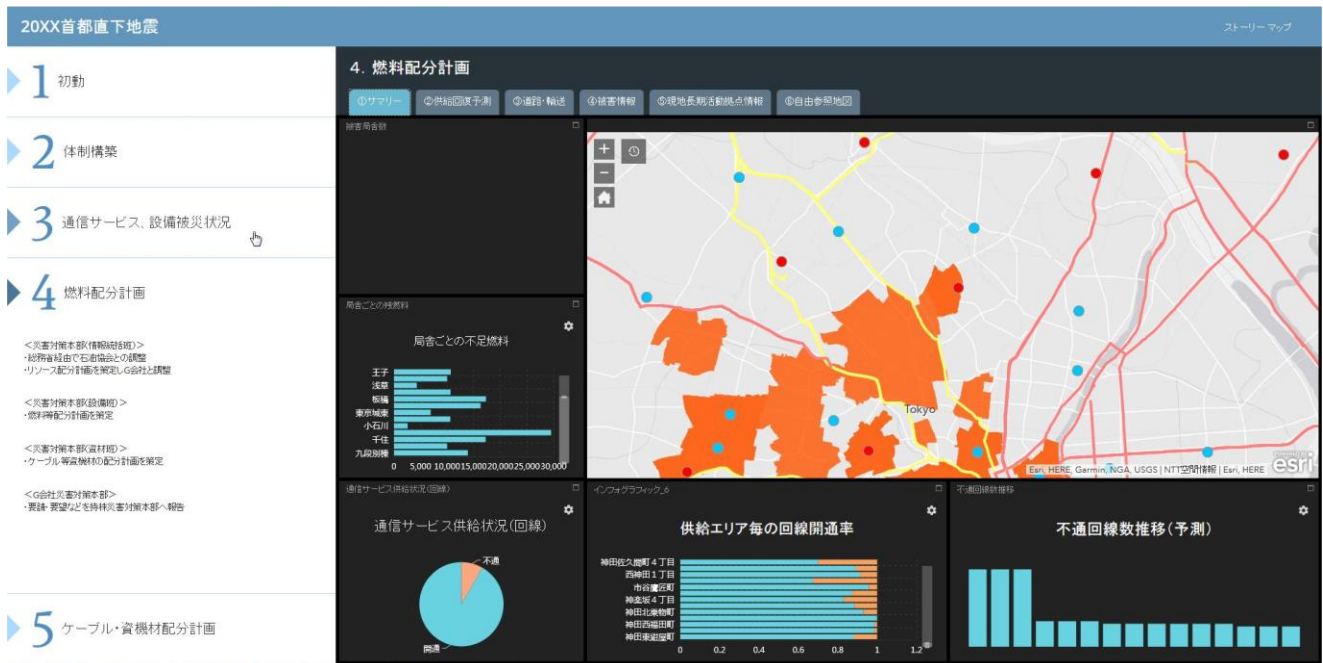 20XX首都直下地震
ストーリーマップ
1 初動
2 体制構築
3 通信サービス、設備被災状況
4 燃料配分計画
<災害対策本部(情報統括班)>
・総務省経由で石油協会との調整
・リソース配分計画を策定しG会社と調整
<災害対策本部(設備班)>
・燃料等配分計画を策定
<災害対策本部(資材班)>
・ケーブル等資機材の配分計画を策定
<G会社災害対策本部>
・要請・要望などを持株災害対策本部へ報告
5 ケーブル・資機材配分計画
4. 燃料配分計画
①サマリー
②供給回復予測
③道路・輸送
④被害情報
⑤現地長期活動拠点情報
⑥自由参照地図
被害局舎数
局舎ごとの残燃料
局舎ごとの不足燃料
王子
浅草
板橋
東京城東
小石川
千住
九段別棟
0 5,000 10,000 15,000 20,000 25,000 30,000
Tokyo
Esri, HERE, Garmin, NGA, USGS | NTT空間情報 | Esri, HERE
esri
通信サービス供給状況(回線)
通信サービス供給状況(回線)
不通
開通
インフォグラフィック_6
供給エリア毎の回線開通率
神田佐久間町4丁目
西神田1丁目
市谷鷹匠町
神楽坂4丁目
神田北乗物町
神田西福田町
神田東紺屋町
0 0.2 0.4 0.6 0.8 1 1.2
不通回線数推移
不通回線数推移(予測)